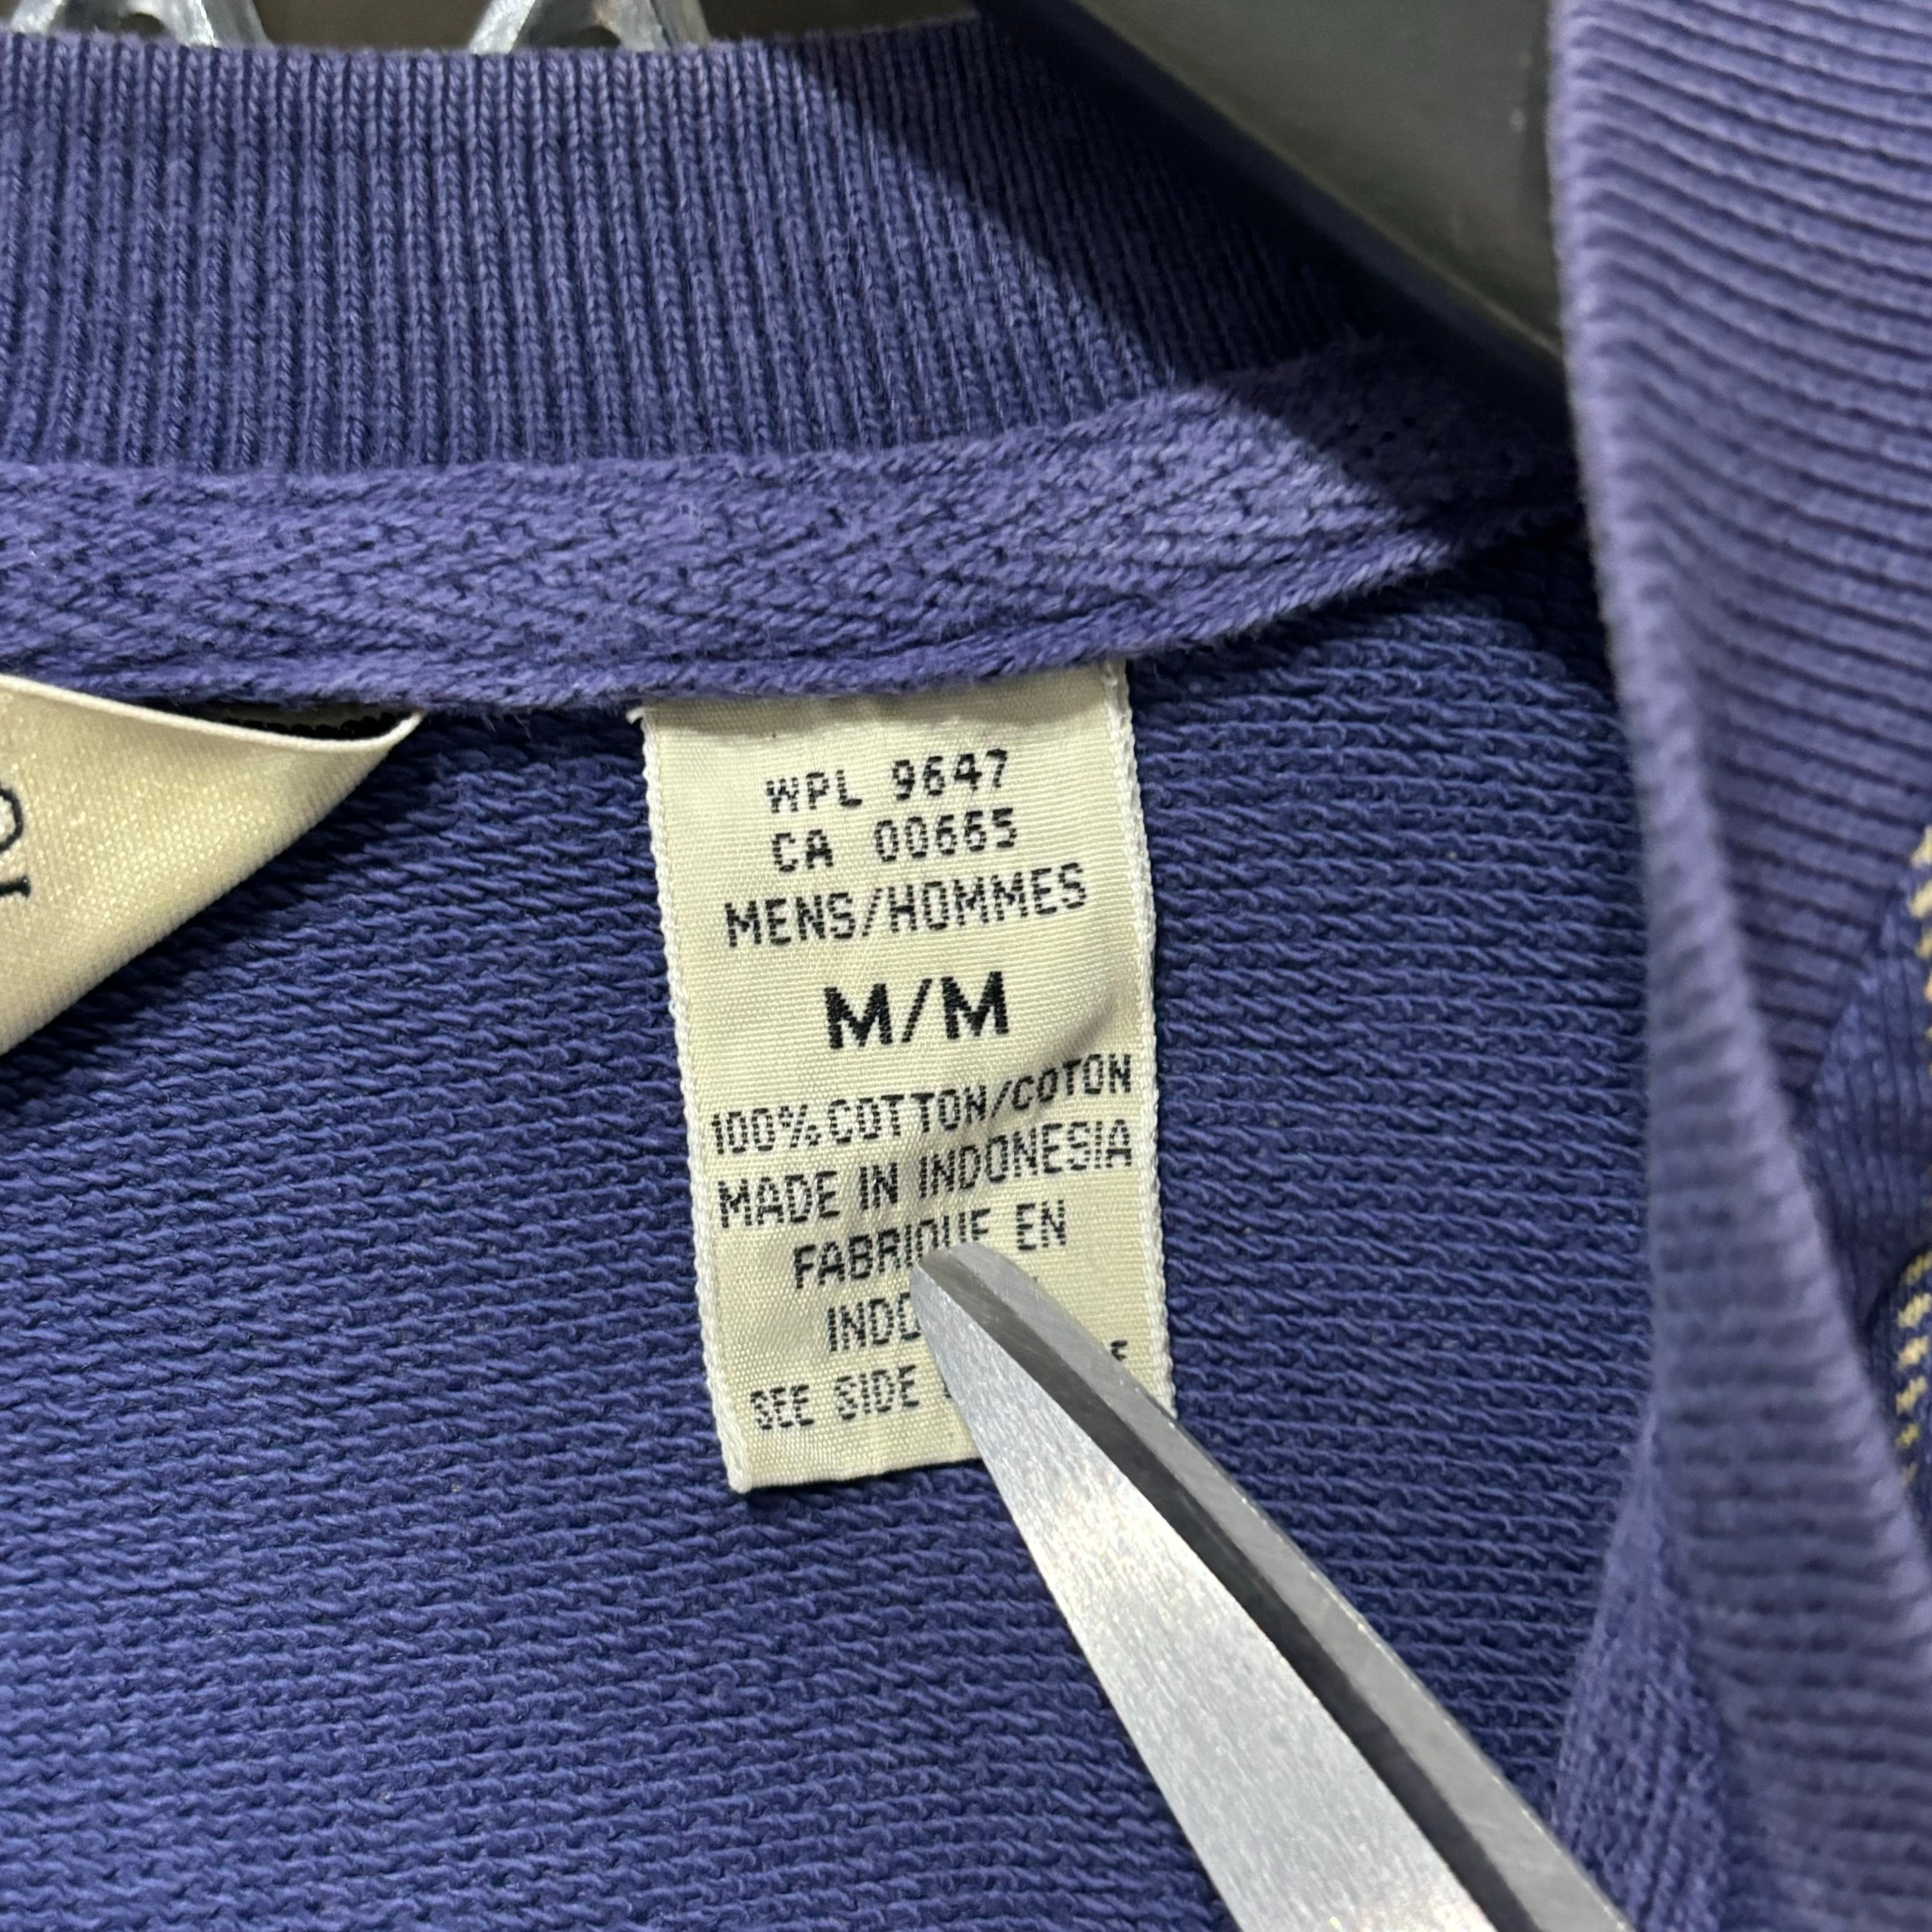 WPL 9647
CA 00665
MENS/HOMMES
M/M
100% COTTON/COTON
MADE IN INDONESIA
FABRIQUE EN
SEE SIDE